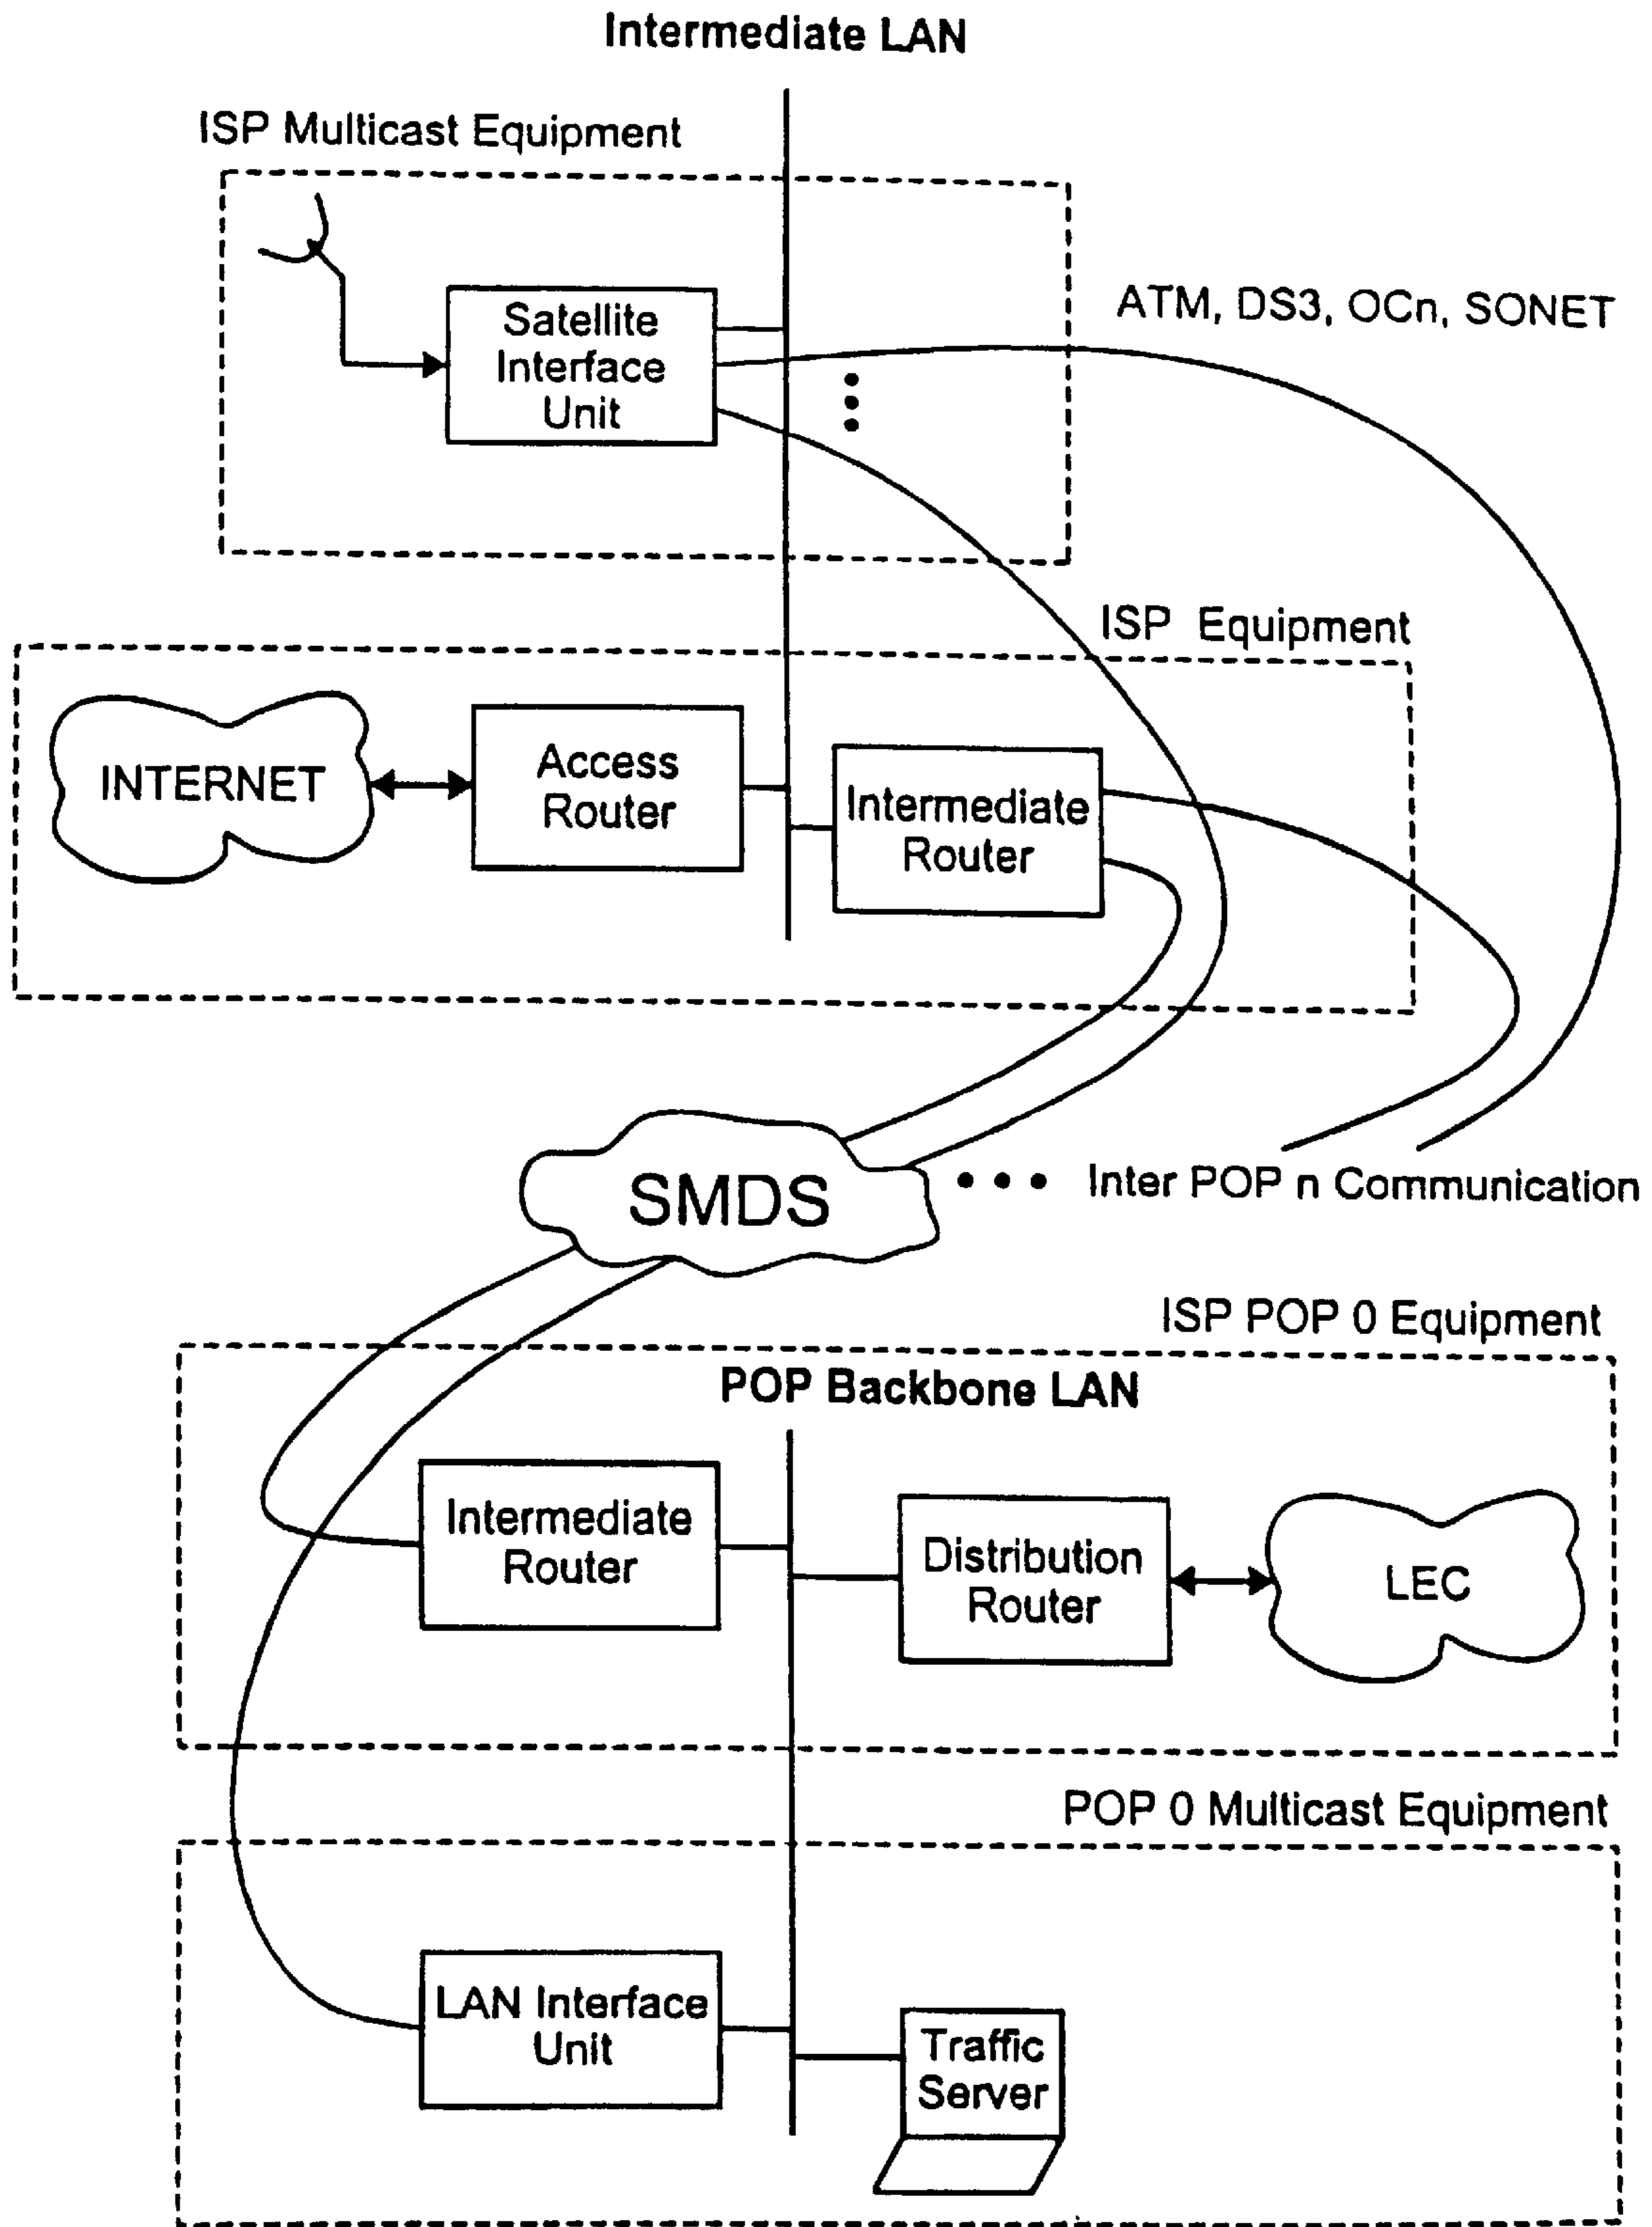 Intermediate LAN
ISP Multicast Equipment
Satellite
Interface
Unit
ATM, DS3, OCn, SONET
ISP Equipment
INTERNET
Access
Router
Intermediate
Router
SMDS
Inter POP n Communication
ISP POP 0 Equipment
POP Backbone LAN
Intermediate
Router
Distribution
Router
LEC
POP 0 Multicast Equipment
LAN Interface
Unit
Traffic
Server